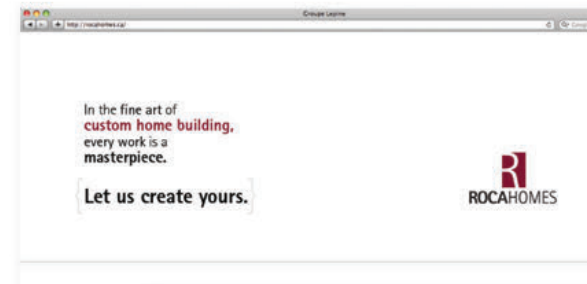 Groupe Lepine
http://rocahomes.ca/
In the fine art of
custom home building,
every work is a
masterpiece.
{Let us create yours.}
R
ROCAHOMES